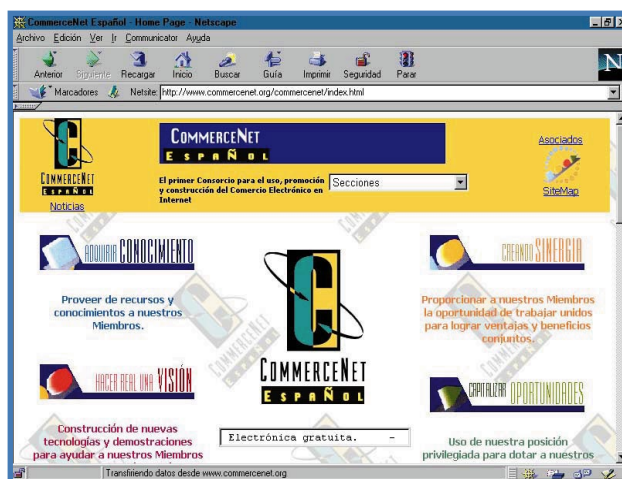 CommerceNet Español - Home Page - Netscape
Archivo Edición Ver Ir Communicator Ayuda
Anterior Siguiente Recargar Inicio Buscar Guía Imprimir Seguridad Parar
N
Marcadores Netsite: http://www.commercenet.org/commercenet/index.html
COMMERCENET
ESPAÑOL
COMMERCENET
ESPAÑOL
Noticias
El primer Consorcio para el uso, promoción
y construcción del Comercio Electrónico en
Internet
Secciones
Asociados
SiteMap
ADQUIRIR CONOCIMIENTO
Proveer de recursos y
conocimientos a nuestros
Miembros.
CREANDO SINERGIA
Proporcionar a nuestros Miembros
la oportunidad de trabajar unidos
para lograr ventajas y beneficios
conjuntos.
COMMERCENET
ESPAÑOL
HACER REAL UNA VISIÓN
Construcción de nuevas
tecnologías y demostraciones
para ayudar a nuestros Miembros
Electrónica gratuita. -
CAPITALIZAR OPORTUNIDADES
Uso de nuestra posición
privilegiada para dotar a nuestros
Transfiriendo datos desde www.commercenet.org